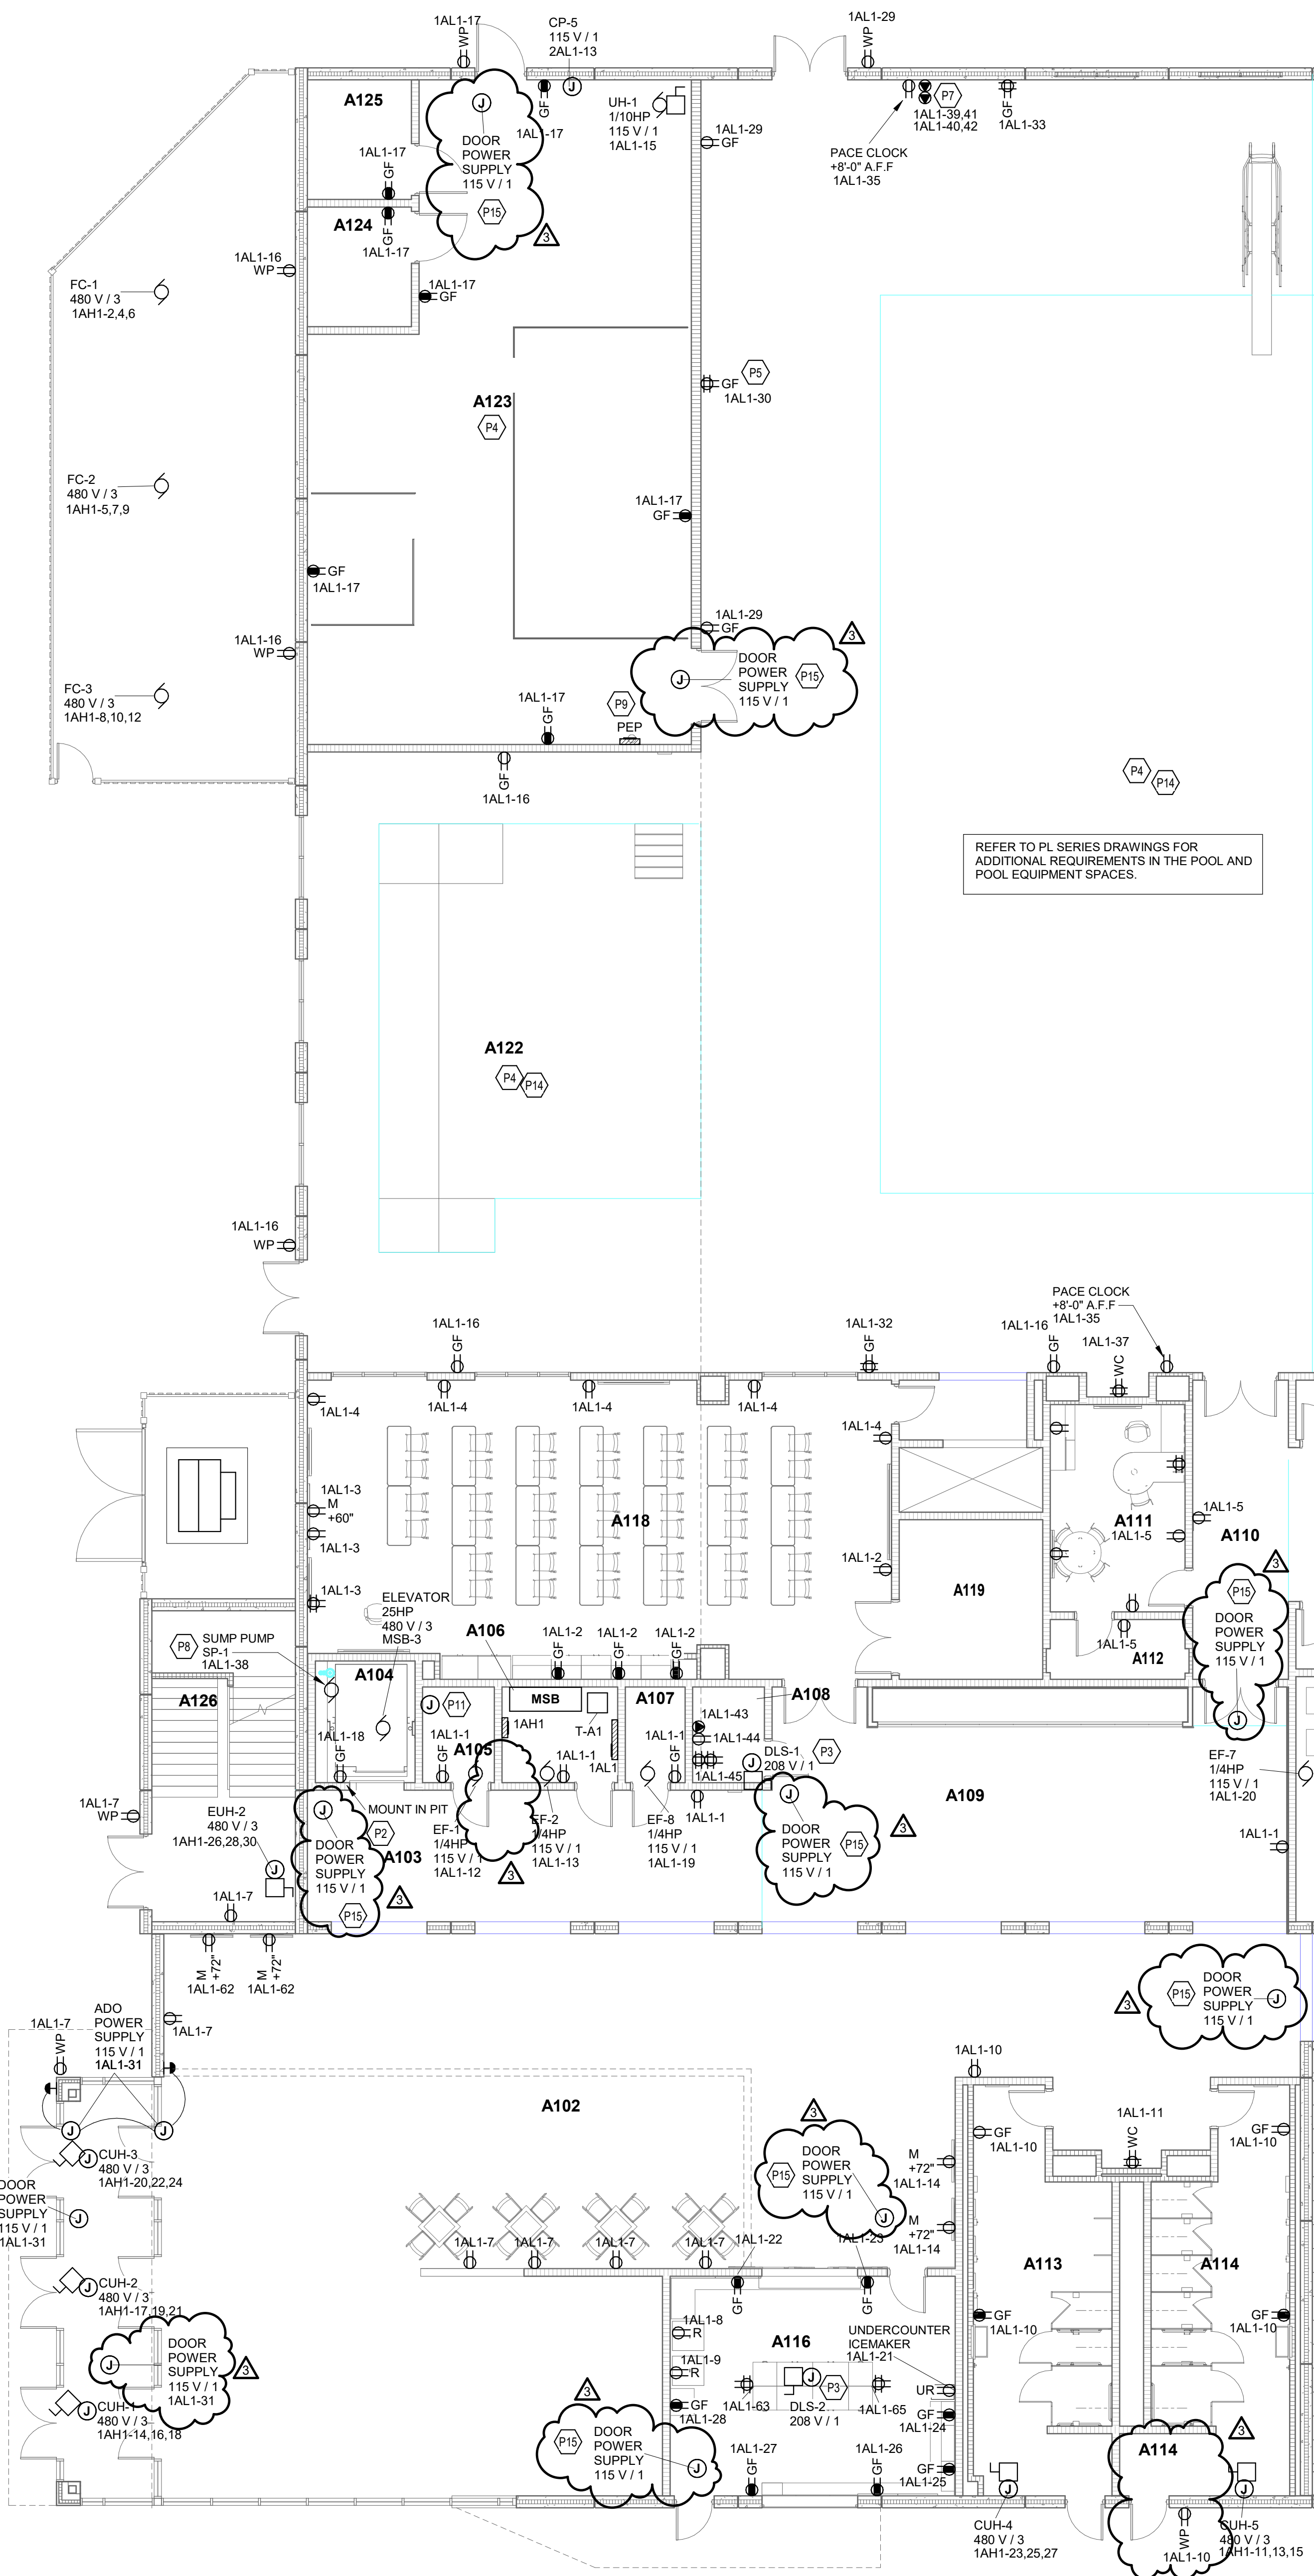 1AL1-17
WP
CP-5
115 V / 1
2AL1-13
1AL1-29
WP
A125
J
DOOR
POWER
SUPPLY
115 V / 1
P15
3
GF
1AL1-17
J
UH-1
1/10HP
115 V / 1
1AL1-15
1AL1-29
GF
P7
1AL1-39,41
1AL1-40,42
GF
1AL1-33
PACE CLOCK
+8'-0" A.F.F
1AL1-35
1AL1-17
GF
A124
GF
1AL1-17
1AL1-16
WP
FC-1
480 V / 3
1AH1-2,4,6
1AL1-17
GF
P5
GF
1AL1-30
A123
P4
FC-2
480 V / 3
1AH1-5,7,9
1AL1-17
GF
GF
1AL1-17
1AL1-29
GF
3
1AL1-16
WP
J
DOOR
POWER
SUPPLY
115 V / 1
P15
FC-3
480 V / 3
1AH1-8,10,12
1AL1-17
GF
P9
PEP
GF
1AL1-16
P4
P14
REFER TO PL SERIES DRAWINGS FOR
ADDITIONAL REQUIREMENTS IN THE POOL AND
POOL EQUIPMENT SPACES.
A122
P4
P14
1AL1-16
WP
PACE CLOCK
+8'-0" A.F.F
1AL1-35
1AL1-16
GF
1AL1-32
GF
1AL1-16
GF
1AL1-37
WC
1AL1-4
1AL1-4
1AL1-4
1AL1-4
1AL1-4
1AL1-3
M
+60"
1AL1-3
A118
A111
1AL1-5
1AL1-5
A110
1AL1-3
1AL1-2
A119
3
P15
DOOR
POWER
SUPPLY
115 V / 1
J
ELEVATOR
25HP
480 V / 3
MSB-3
A106
1AL1-2
GF
1AL1-2
GF
1AL1-2
GF
1AL1-5
A112
P8
SUMP PUMP
SP-1
1AL1-38
A104
A126
J
P11
MSB
A107
A108
1AH1
T-A1
1AL1-43
1AL1-44
1AL1-18
GF
1AL1-1
GF
A105
1AL1-1
1AL1
1AL1-1
GF
1AL1-45
J
DLS-1
208 V / 1
P3
EF-7
1/4HP
115 V / 1
1AL1-20
A109
1AL1-7
WP
EUH-2
480 V / 3
1AH1-26,28,30
J
J
DOOR
POWER
SUPPLY
115 V / 1
P15
3
MOUNT IN PIT
P2
A103
EF-1
1/4HP
115 V / 1
1AL1-12
3
EF-2
1/4HP
115 V / 1
1AL1-13
EF-8
1/4HP
115 V / 1
1AL1-19
1AL1-1
J
DOOR
POWER
SUPPLY
115 V / 1
P15
3
1AL1-1
1AL1-7
M
+72"
1AL1-62
M
+72"
1AL1-62
3
P15
DOOR
POWER
SUPPLY
115 V / 1
J
1AL1-7
WP
ADO
POWER
SUPPLY
115 V / 1
1AL1-31
1AL1-7
1AL1-10
A102
3
1AL1-11
WC
GF
1AL1-10
GF
1AL1-10
J
J
J
CUH-3
480 V / 3
1AH1-20,22,24
P15
DOOR
POWER
SUPPLY
115 V / 1
J
M
+72"
1AL1-14
DOOR
POWER
SUPPLY
115 V / 1
1AL1-31
J
M
+72"
1AL1-14
1AL1-7
1AL1-7
1AL1-7
1AL1-7
1AL1-22
1AL1-23
A113
A114
J
CUH-2
480 V / 3
1AH1-17,19,21
GF
GF
GF
1AL1-10
GF
1AL1-10
J
DOOR
POWER
SUPPLY
115 V / 1
1AL1-31
3
1AL1-8
R
A116
UNDERCOUNTER
ICEMAKER
1AL1-21
1AL1-9
R
J
P3
UR
J
CUH-1
480 V / 3
1AH1-14,16,18
3
GF
1AL1-28
1AL1-63
DLS-2
208 V / 1
1AL1-65
GF
1AL1-24
P15
DOOR
POWER
SUPPLY
115 V / 1
J
1AL1-27
GF
1AL1-26
GF
GF
1AL1-25
3
A114
J
CUH-4
480 V / 3
1AH1-23,25,27
J
WP
1AL1-10
CUH-5
480 V / 3
1AH1-11,13,15